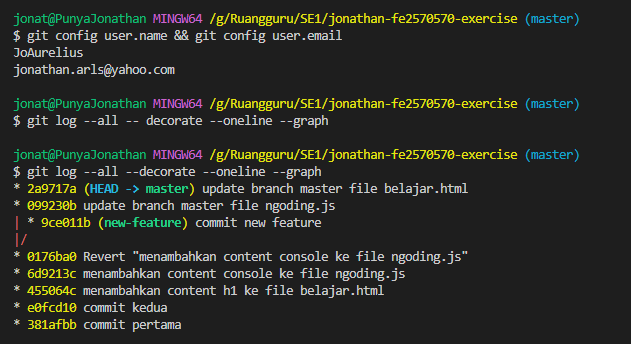 jonat@PunyaJonathan MINGW64 /g/Ruangguru/SE1/jonathan-fe2570570-exercise (master)
$ git config user.name && git config user.email
JoAurelius
jonathan.arls@yahoo.com
jonat@PunyaJonathan MINGW64 /g/Ruangguru/SE1/jonathan-fe2570570-exercise (master)
$ git log --all -- decorate --oneline --graph
jonat@PunyaJonathan MINGW64 /g/Ruangguru/SE1/jonathan-fe2570570-exercise (master)
$ git log --all --decorate --oneline --graph
* 2a9717a (HEAD -> master) update branch master file belajar.html
* 099230b update branch master file ngoding.js
| * 9ce011b (new-feature) commit new feature
|/
* 0176ba0 Revert "menambahkan content console ke file ngoding.js"
* 6d9213c menambahkan content console ke file ngoding.js
* 455064c menambahkan content h1 ke file belajar.html
* e0fcd10 commit kedua
* 381afbb commit pertama